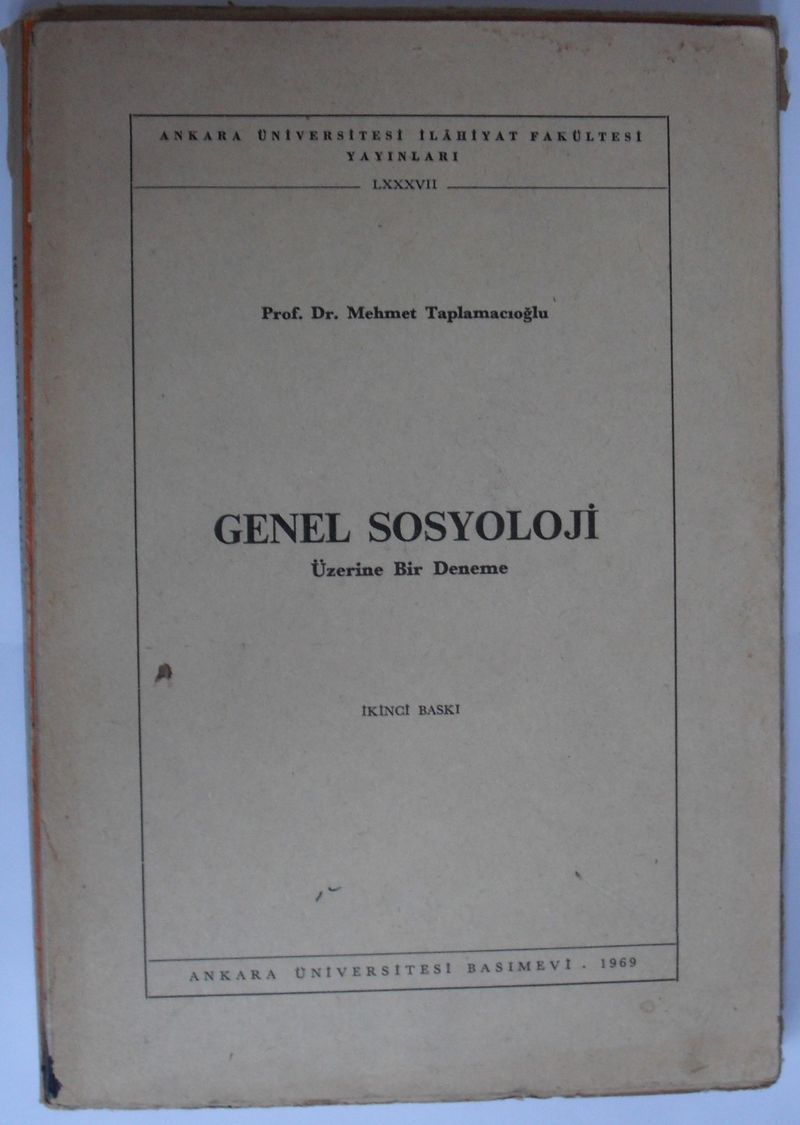 ANKARA ÜNİVERSİTESİ İLÂHİYAT FAKÜLTESİ
YAYINLARI
LXXXVII
Prof. Dr. Mehmet Taplamacıoğlu
GENEL SOSYOLOJİ
Üzerine Bir Deneme
İKİNCİ BASKI
ANKARA ÜNİVERSİTESİ BASIMEVİ . 1969